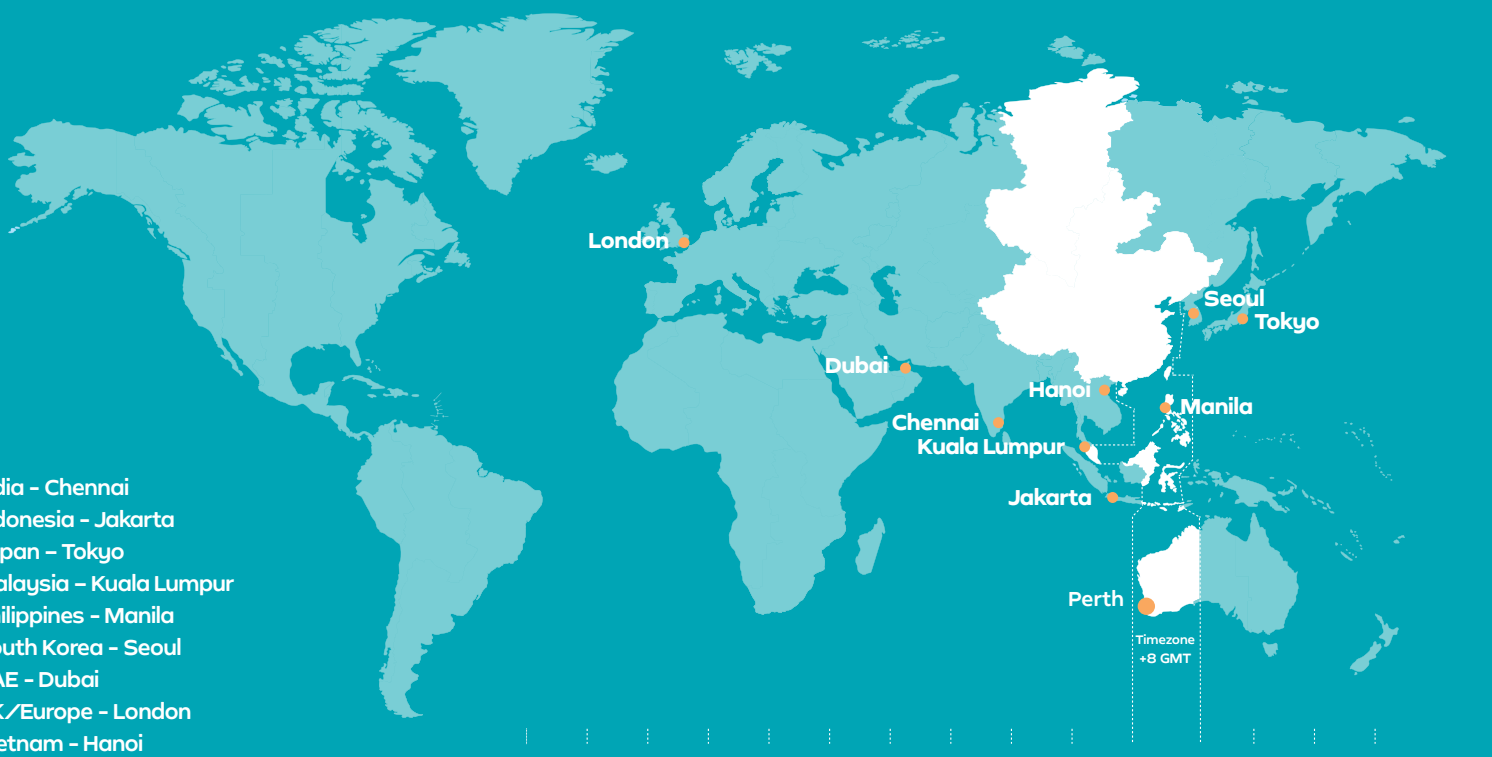 London
Seoul
Tokyo
Dubai
Hanoi
Manila
Chennai
Kuala Lumpur
Jakarta
Perth
Timezone
+8 GMT
dia – Chennai
donesia – Jakarta
pan – Tokyo
alaysia – Kuala Lumpur
ilippines – Manila
outh Korea – Seoul
AE – Dubai
K/Europe – London
etnam – Hanoi